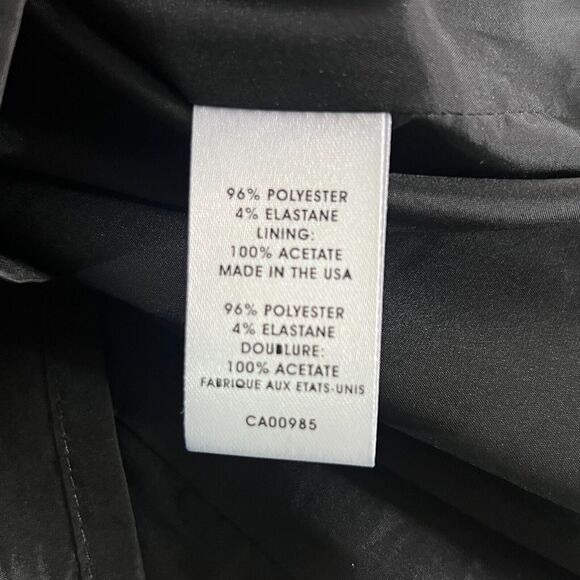 96% POLYESTER
4% ELASTANE
LINING:
100% ACETATE
MADE IN THE USA
96% POLYESTER
4% ELASTANE
DOUBLURE:
100% ACETATE
FABRIQUE AUX ETATS-UNIS
CA00985